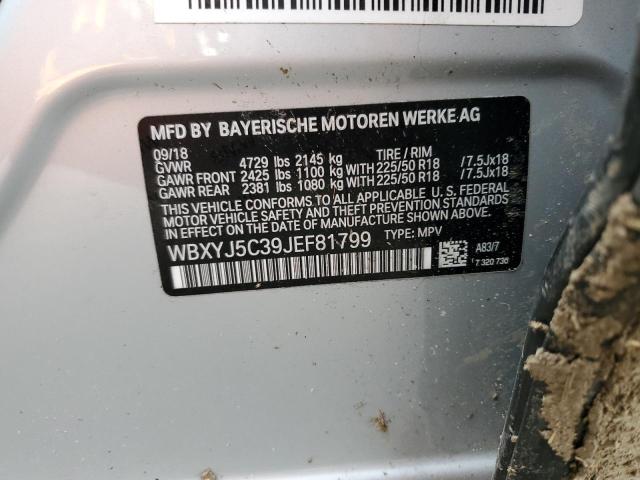 MFD BY BAYERISCHE MOTOREN WERKE AG
09/18 TIRE / RIM
GVWR 4729 lbs 2145 kg
GAWR FRONT 2425 lbs 1100 kg WITH 225/50 R18 / 7.5Jx18
GAWR REAR 2381 lbs 1080 kg WITH 225/50 R18 / 7.5Jx18
THIS VEHICLE CONFORMS TO ALL APPLICABLE U. S. FEDERAL
MOTOR VEHICLE SAFETY AND THEFT PREVENTION STANDARDS
IN EFFECT ON THE DATE OF MANUFACTURE SHOWN ABOVE.
WBXYJ5C39JEF81799 TYPE: MPV
A83/7
7 320 736